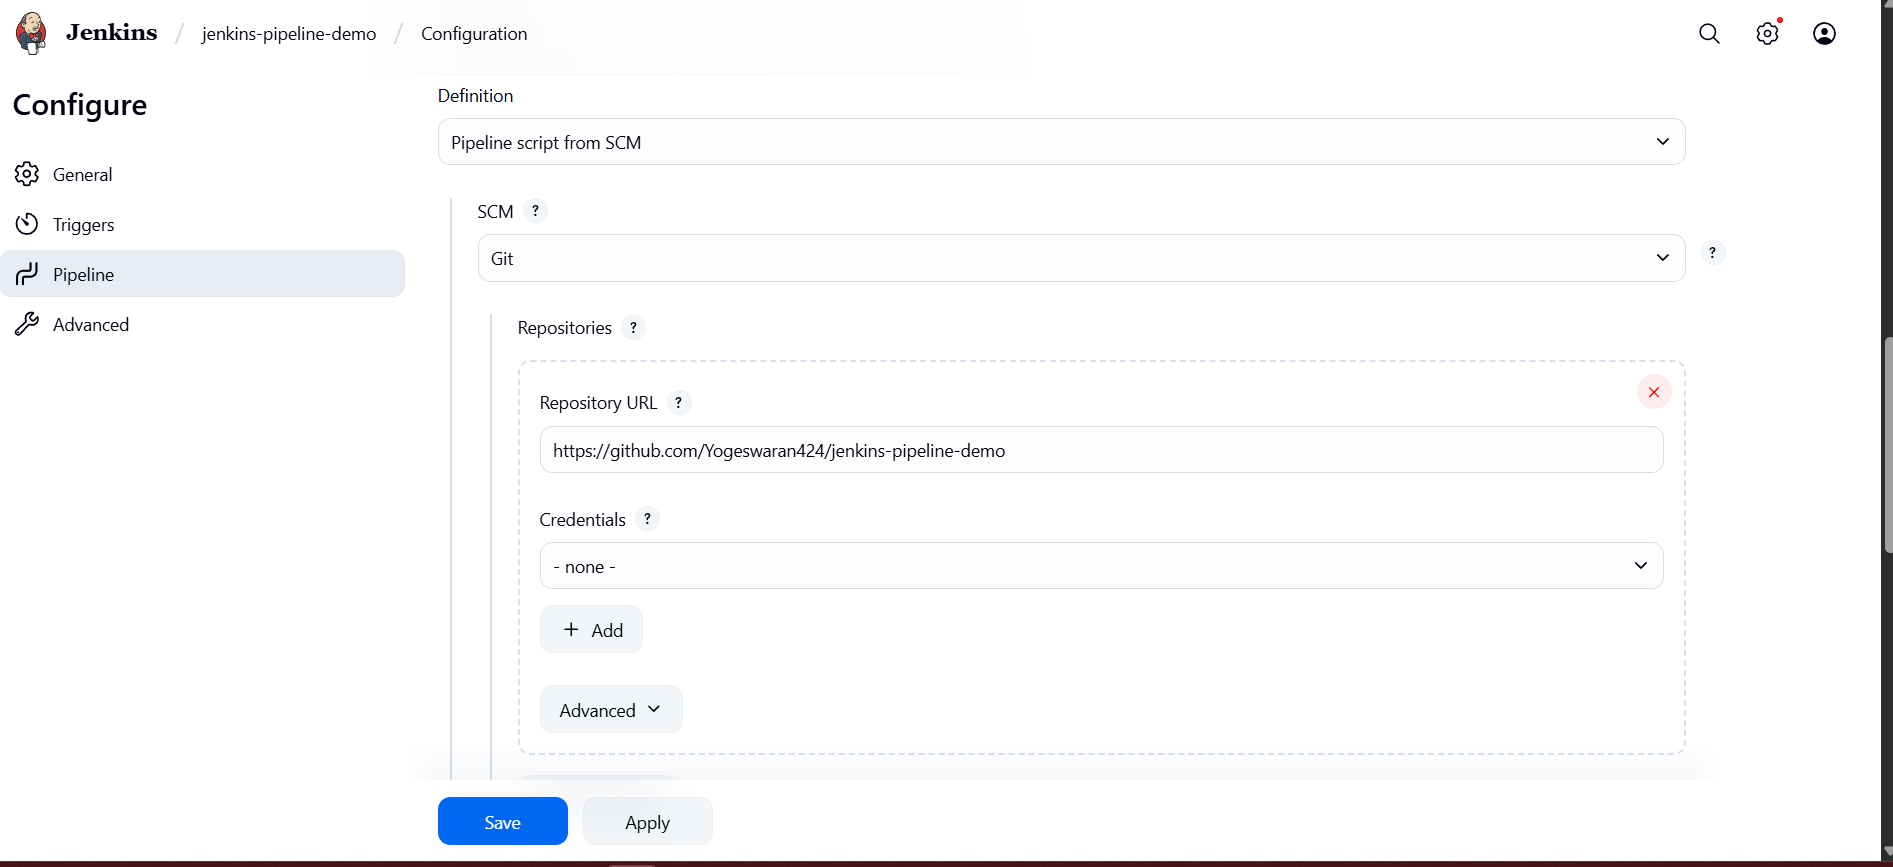 Jenkins / jenkins-pipeline-demo / Configuration
Configure
General
Triggers
Pipeline
Advanced
Definition
Pipeline script from SCM
SCM ?
Git
?
Repositories ?
Repository URL ?
https://github.com/Yogeswaran424/jenkins-pipeline-demo
Credentials ?
- none -
+ Add
Advanced
Save
Apply